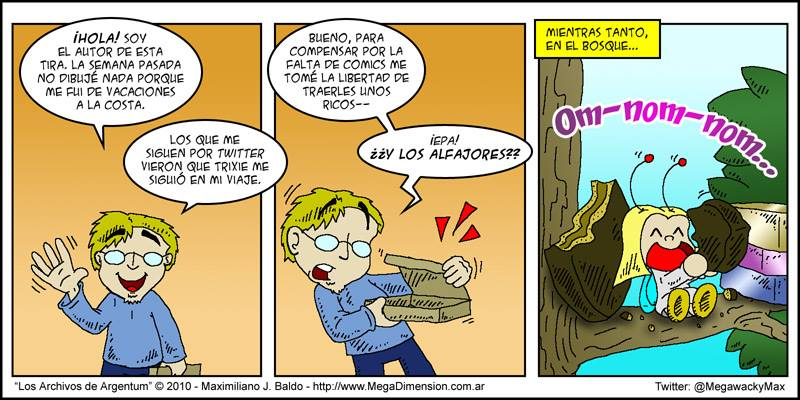 ¡HOLA! SOY
EL AUTOR DE ESTA
TIRA. LA SEMANA PASADA
NO DIBUJÉ NADA PORQUE
ME FUI DE VACACIONES
A LA COSTA.
LOS QUE ME
SIGUEN POR TWITTER
VIERON QUE TRIXIE ME
SIGUIÓ EN MI VIAJE.
BUENO, PARA
COMPENSAR POR LA
FALTA DE COMICS ME
TOMÉ LA LIBERTAD DE
TRAERLES UNOS
RICOS--
¡EPA!
¿¿Y LOS ALFAJORES??
MIENTRAS TANTO,
EN EL BOSQUE...
Om-nom-nom...
"Los Archivos de Argentum" © 2010 - Maximiliano J. Baldo - http://www.MegaDimension.com.ar
Twitter: @MegawackyMax